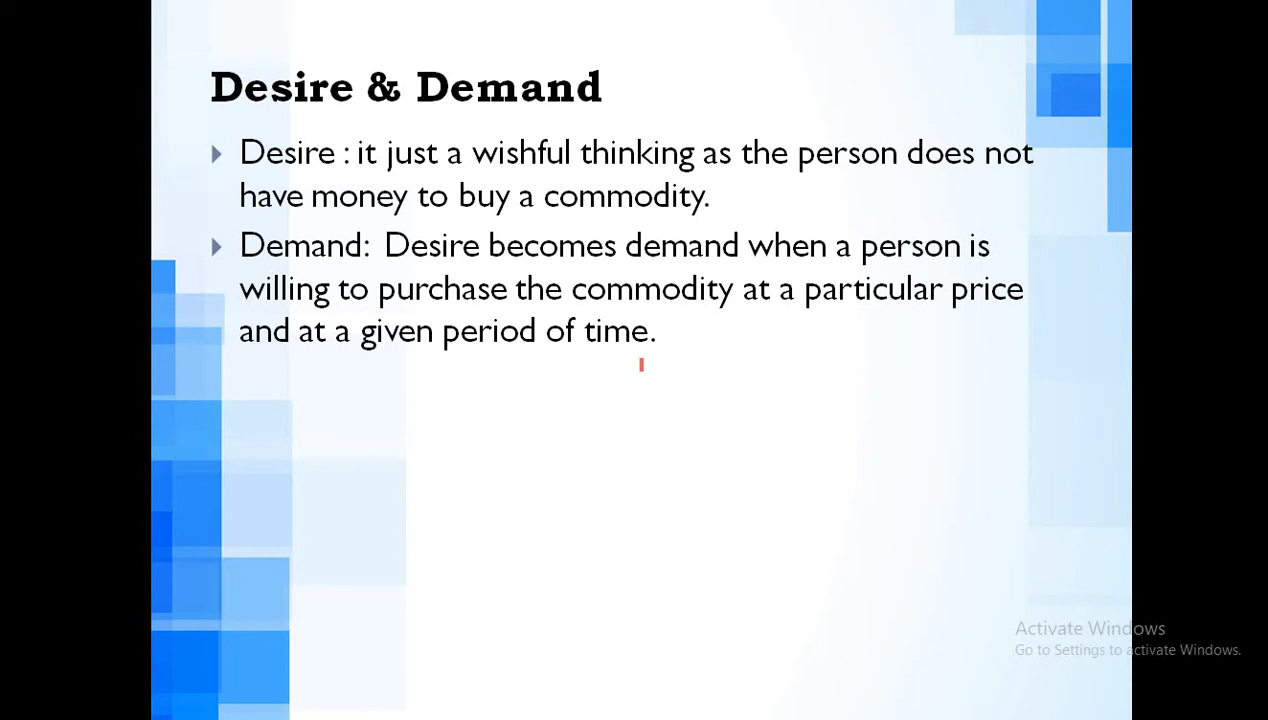 Desire & Demand
Desire : it just a wishful thinking as the person does not
have money to buy a commodity.
Demand: Desire becomes demand when a person is
willing to purchase the commodity at a particular price
and at a given period of time.
Activate Windows
Go to Settings to activate Windows.